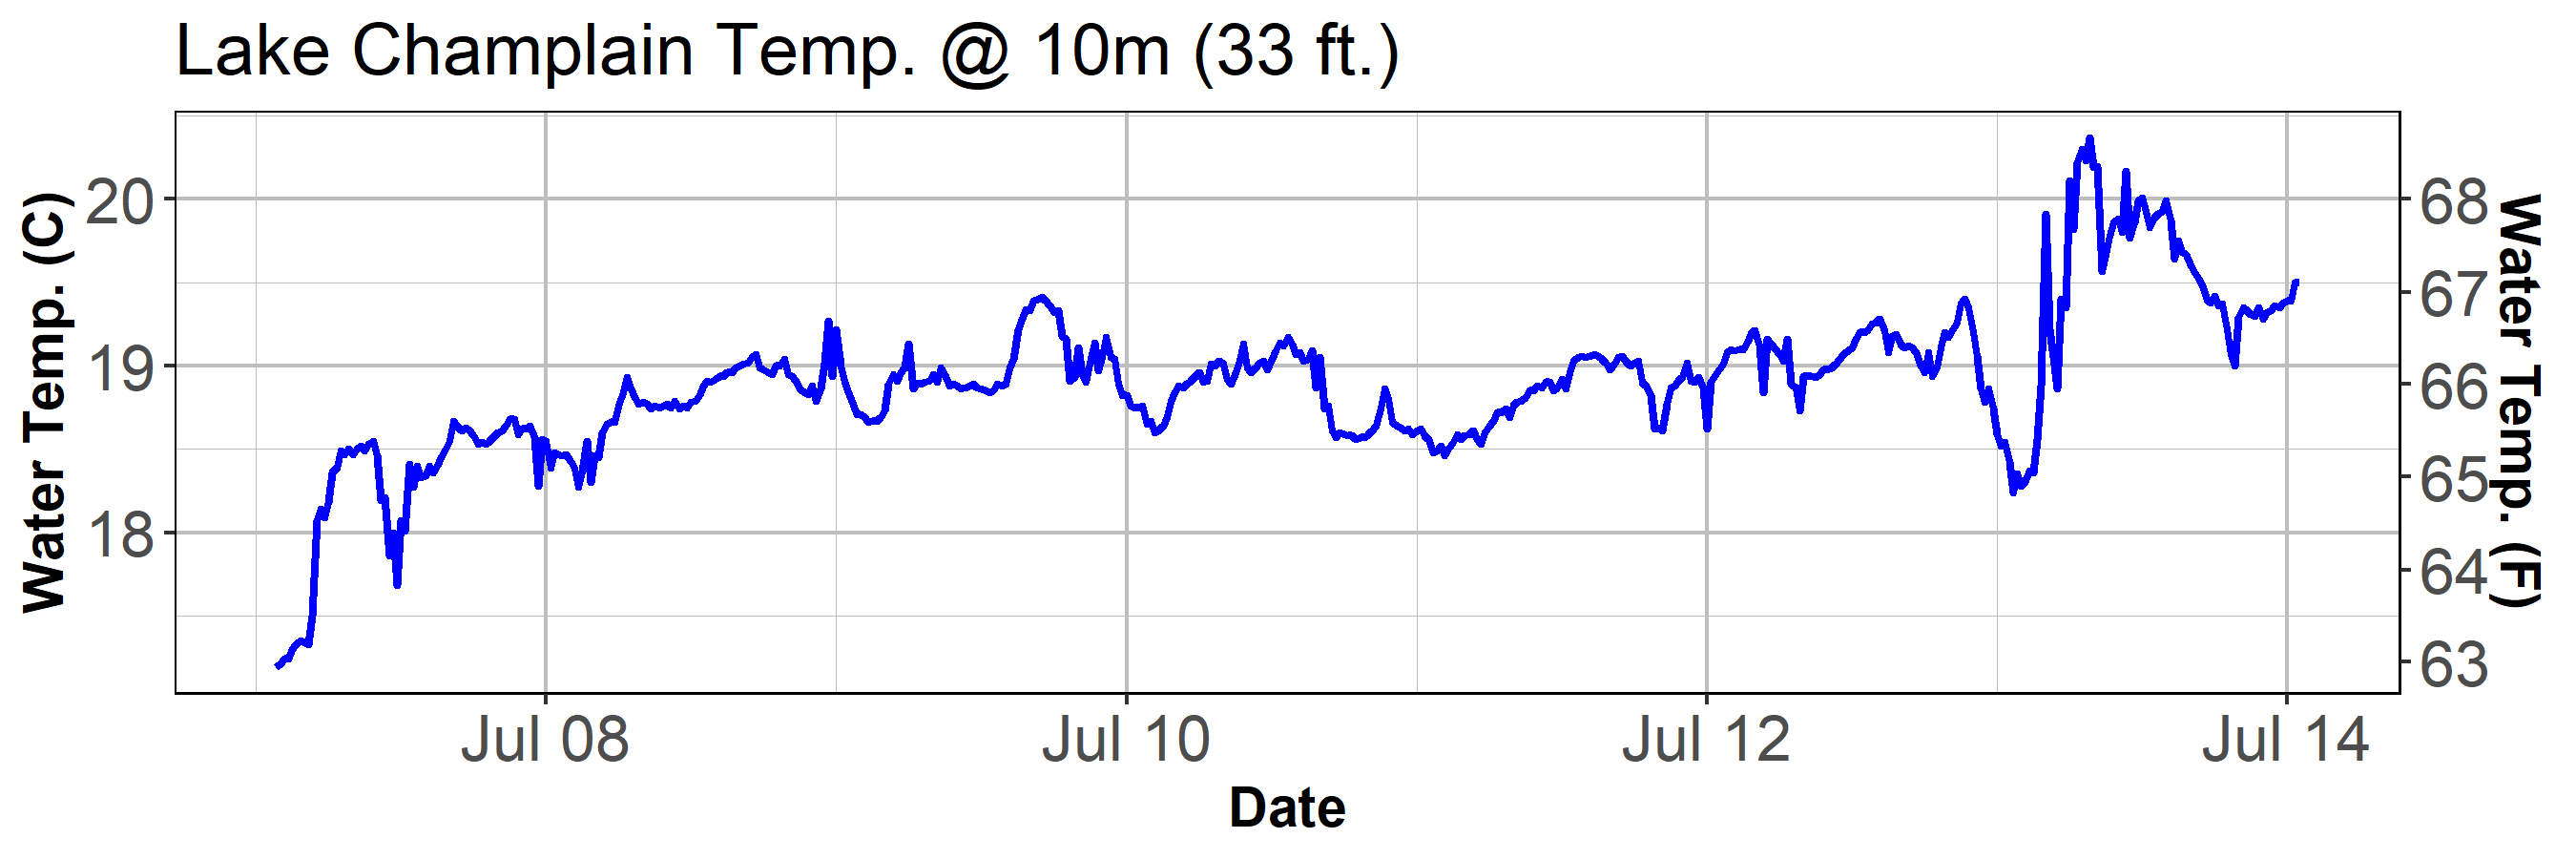 Lake Champlain Temp. @ 10m (33 ft.)
Water Temp. (C)
20
19
18
68
67
66
65
64
63
Water Temp. (F)
Jul 08
Jul 10
Jul 12
Jul 14
Date